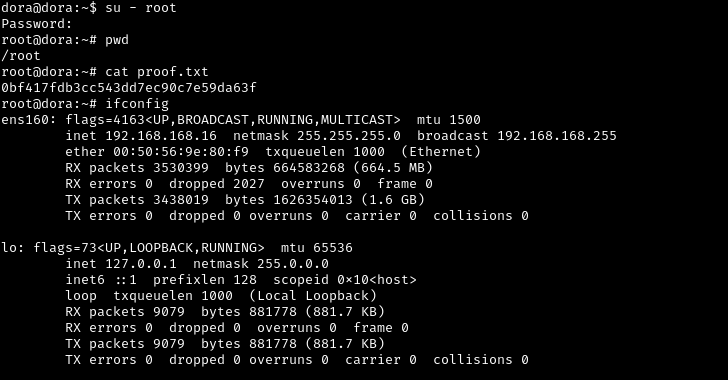 dora@dora:~$ su - root
Password:
root@dora:~# pwd
/root
root@dora:~# cat proof.txt
0bf417fdb3cc543dd7ec90c7e59da63f
root@dora:~# ifconfig
ens160: flags=4163<UP,BROADCAST,RUNNING,MULTICAST>  mtu 1500
        inet 192.168.168.16  netmask 255.255.255.0  broadcast 192.168.168.255
        ether 00:50:56:9e:80:f9  txqueuelen 1000  (Ethernet)
        RX packets 3530399  bytes 664583268 (664.5 MB)
        RX errors 0  dropped 2027  overruns 0  frame 0
        TX packets 3438019  bytes 1626354013 (1.6 GB)
        TX errors 0  dropped 0 overruns 0  carrier 0  collisions 0

lo: flags=73<UP,LOOPBACK,RUNNING>  mtu 65536
        inet 127.0.0.1  netmask 255.0.0.0
        inet6 ::1  prefixlen 128  scopeid 0×10<host>
        loop  txqueuelen 1000  (Local Loopback)
        RX packets 9079  bytes 881778 (881.7 KB)
        RX errors 0  dropped 0  overruns 0  frame 0
        TX packets 9079  bytes 881778 (881.7 KB)
        TX errors 0  dropped 0 overruns 0  carrier 0  collisions 0